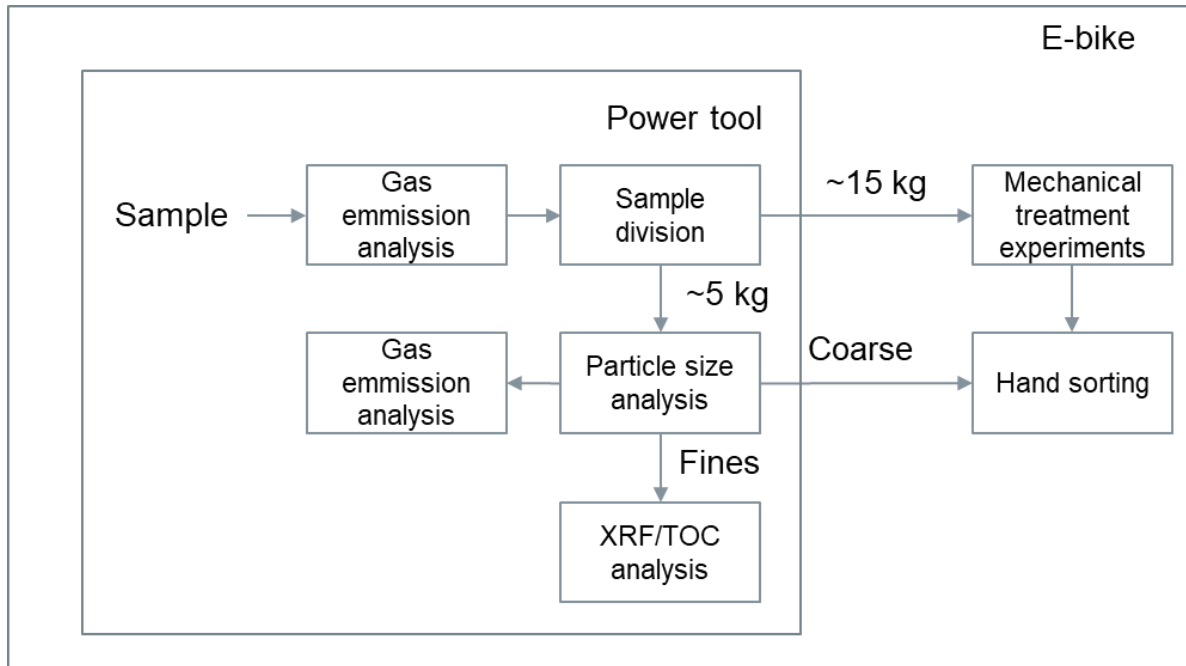 E-bike
Power tool
Sample
Gas
emmission
analysis
Sample
division
~15 kg
Mechanical
treatment
experiments
~5 kg
Gas
emmission
analysis
Particle size
analysis
Coarse
Hand sorting
Fines
XRF/TOC
analysis